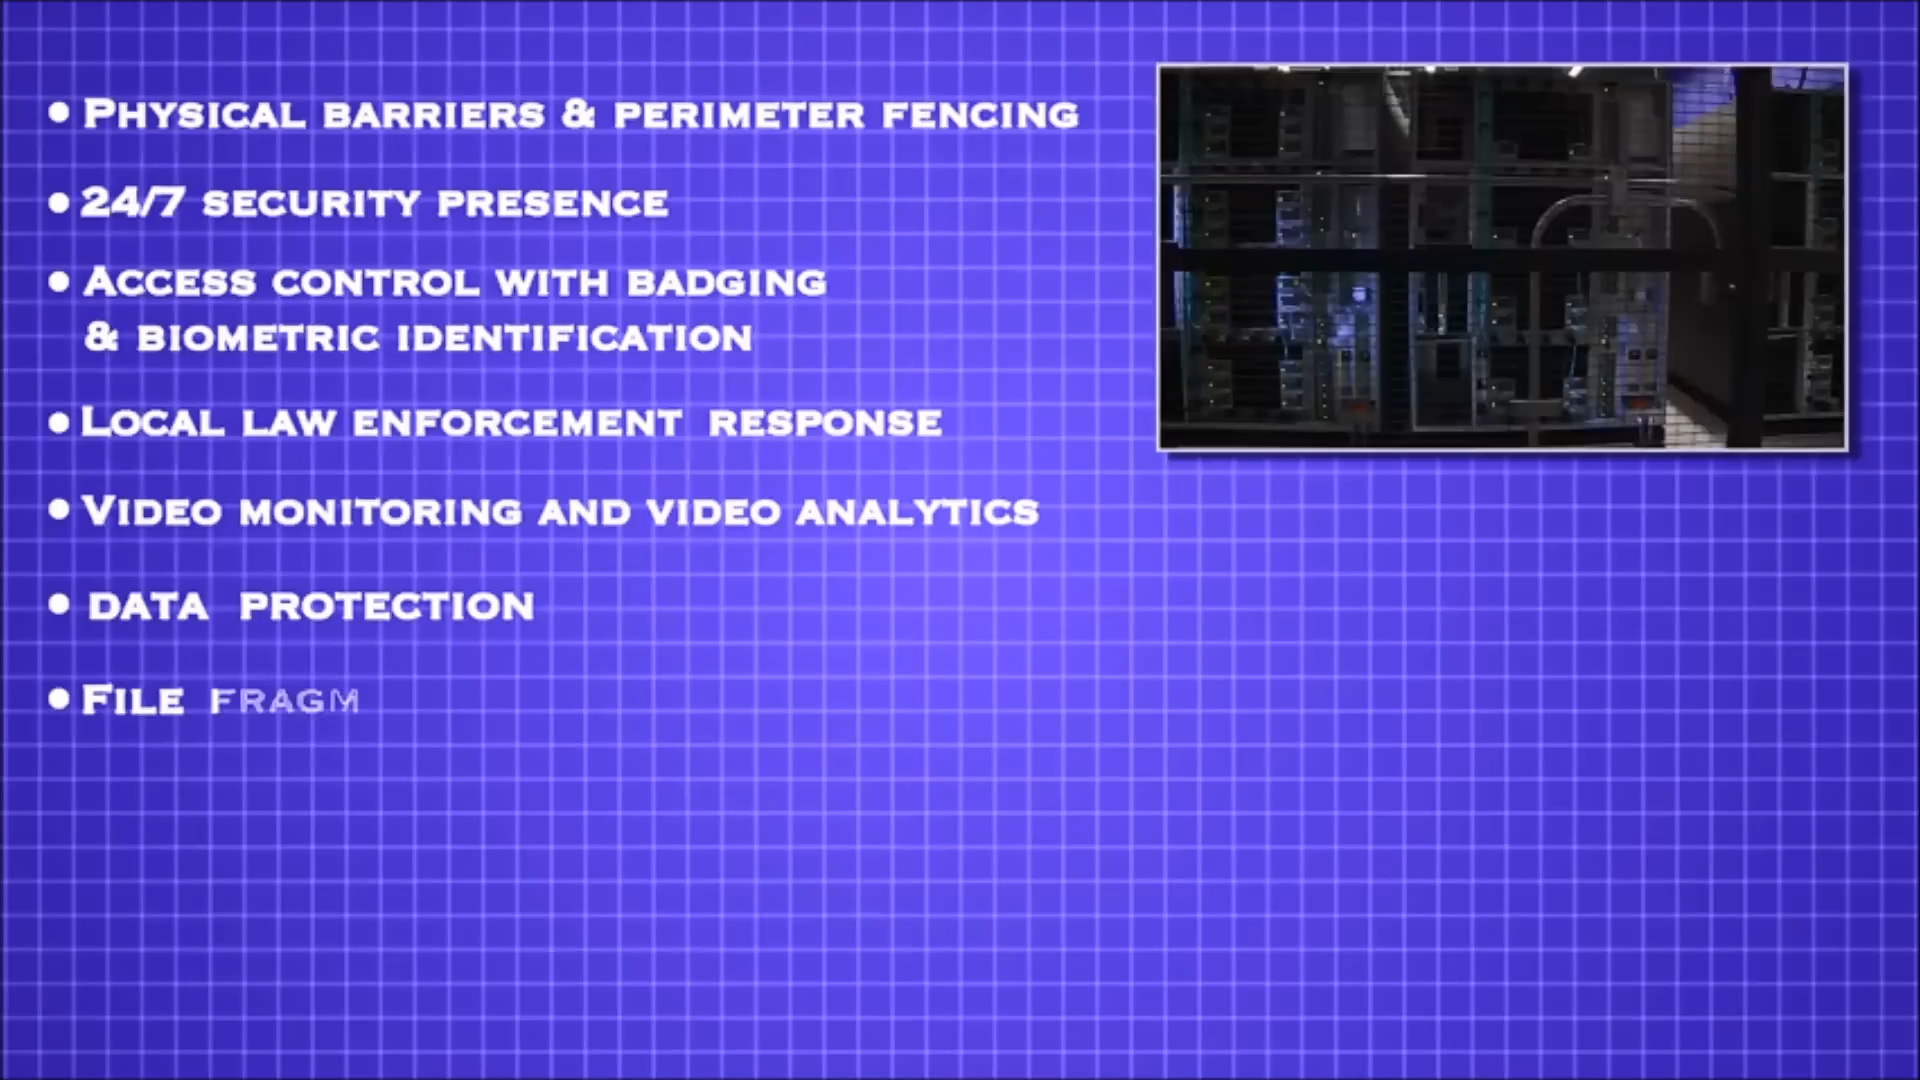 • Physical barriers & perimeter fencing
• 24/7 security presence
• Access control with badging
& biometric identification
• Local law enforcement response
• Video monitoring and video analytics
• data protection
• File fragm